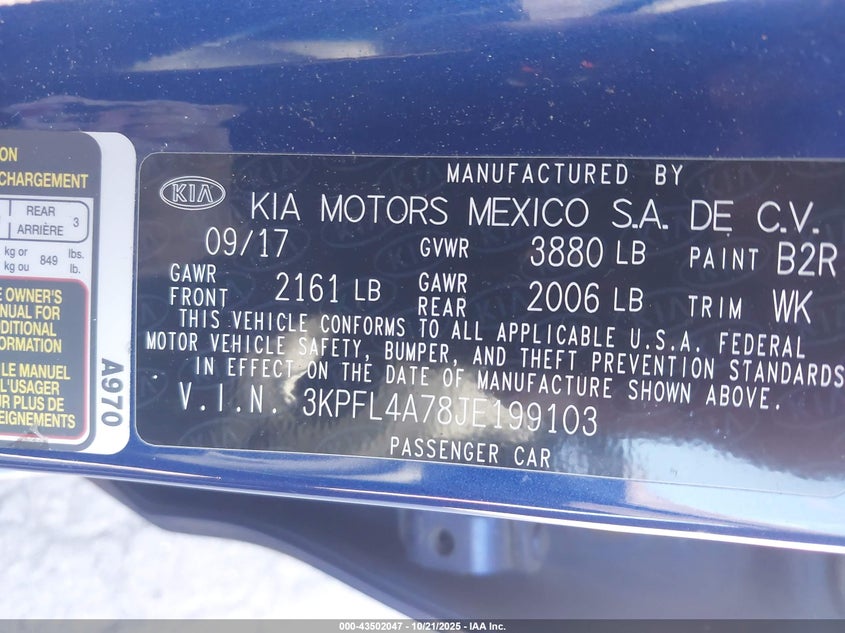 ON
CHARGEMENT
REAR
ARRIÈRE
3
kg or
kg ou
849
lbs.
lb.
E OWNER'S
ANUAL FOR
DDITIONAL
FORMATION
LE MANUEL
L'USAGER
UR PLUS DE
EIGNEMENTS
A970
KIA
MANUFACTURED BY
KIA MOTORS MEXICO S.A. DE C.V.
09/17 GVWR 3880 LB PAINT B2R
GAWR FRONT 2161 LB GAWR REAR 2006 LB TRIM WK
THIS VEHICLE CONFORMS TO ALL APPLICABLE U.S.A. FEDERAL
MOTOR VEHICLE SAFETY, BUMPER, AND THEFT PREVENTION STANDARDS
IN EFFECT ON THE DATE OF MANUFACTURE SHOWN ABOVE.
V.I.N. 3KPFL4A78JE199103
PASSENGER CAR
000-43502047 - 10/21/2025 - IAA Inc.